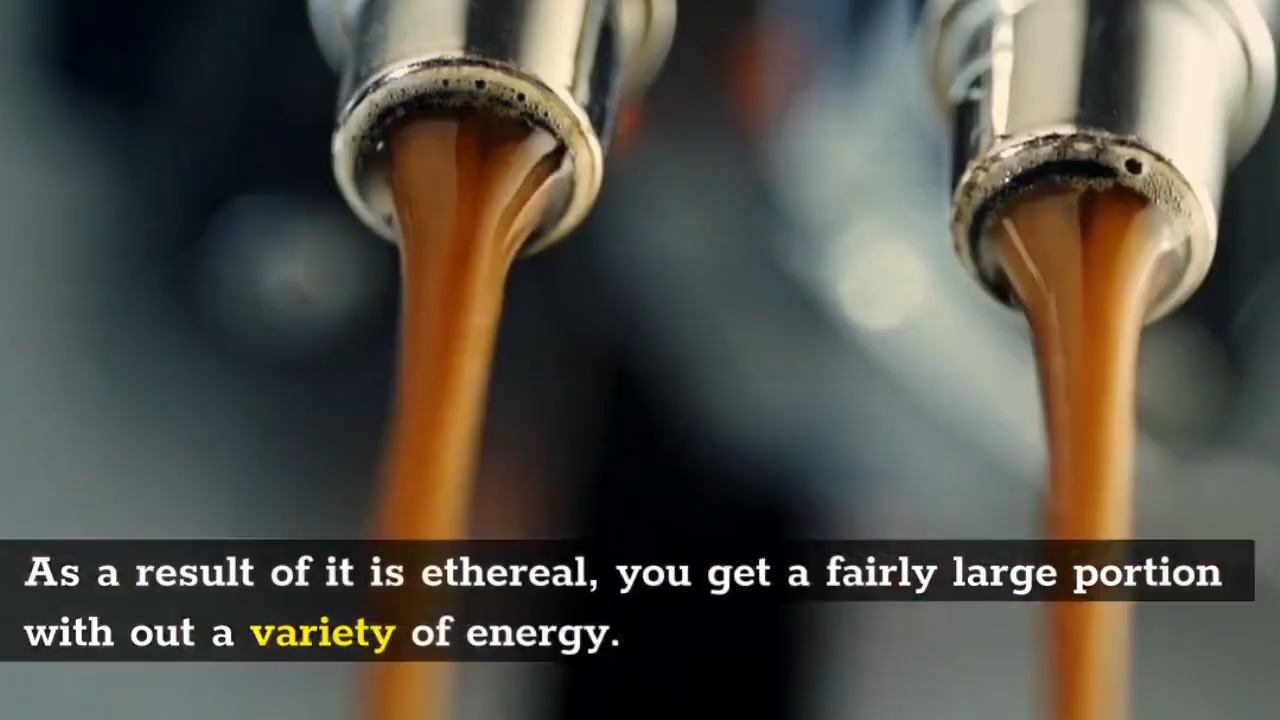 As a result of it is ethereal, you get a fairly large portion
with out a variety of energy.